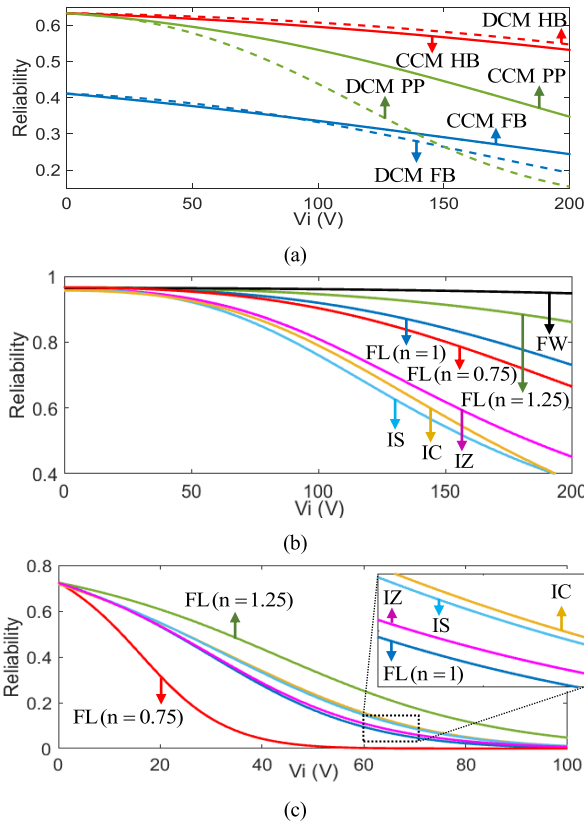 DCM HB
0.6
CCM HB
0.5
DCM PP
CCM PP
Reliability
0.4
0.3
CCM FB
0.2
DCM FB
0 50 100 150 200
Vi (V)
(a)
1
0.8
FW
FL(n = 1)
FL(n = 0.75)
Reliability
FL(n = 1.25)
0.6
IS IC IZ
0.4
0 50 100 150 200
Vi (V)
(b)
0.8
IZ IC
FL(n = 1.25)
IS
0.6
FL(n = 1)
Reliability
0.4
0.2
FL(n = 0.75)
0
0 20 40 60 80 100
Vi (V)
(c)